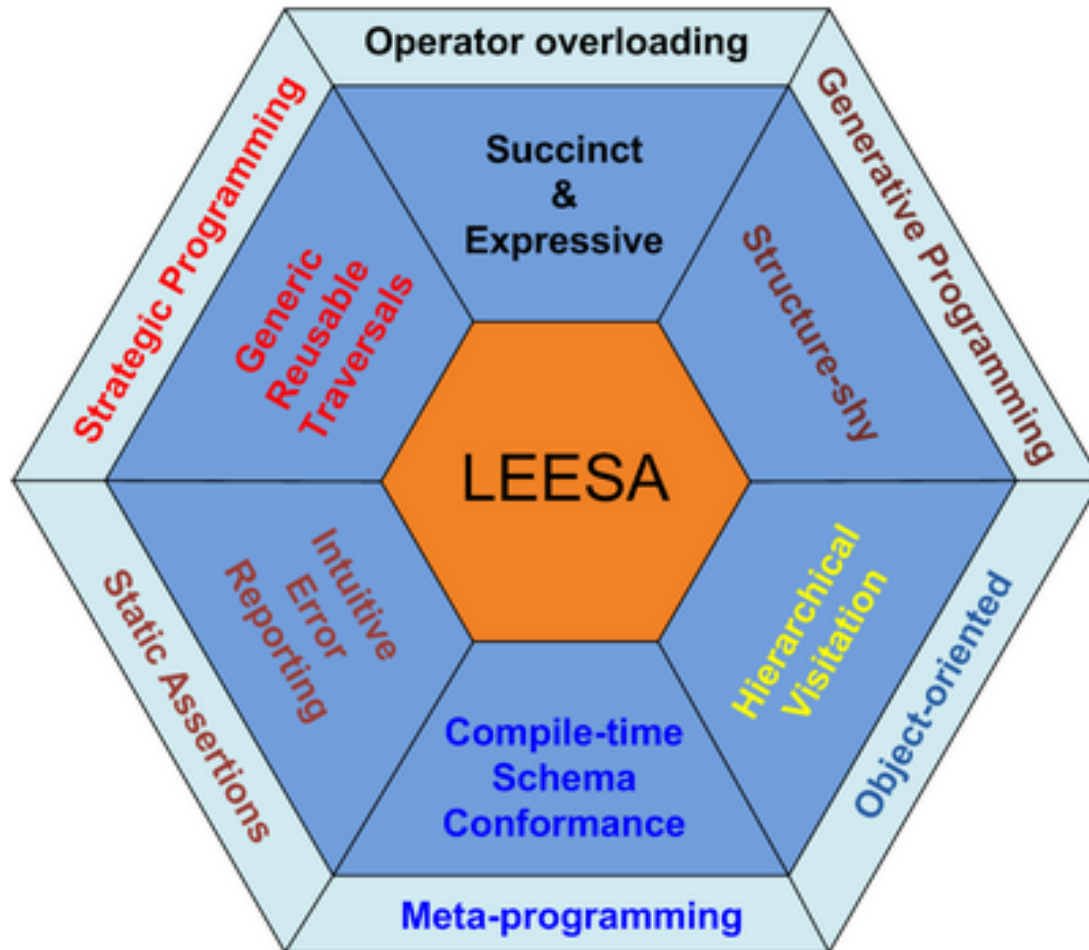 Operator overloading
Strategic Programming
Generative Programming
Succinct
&
Expressive
Generic
Reusable
Traversals
Structure-shy
LEESA
Intuitive
Error
Reporting
Hierarchical
Visitation
Static Assertions
Object-oriented
Compile-time
Schema
Conformance
Meta-programming